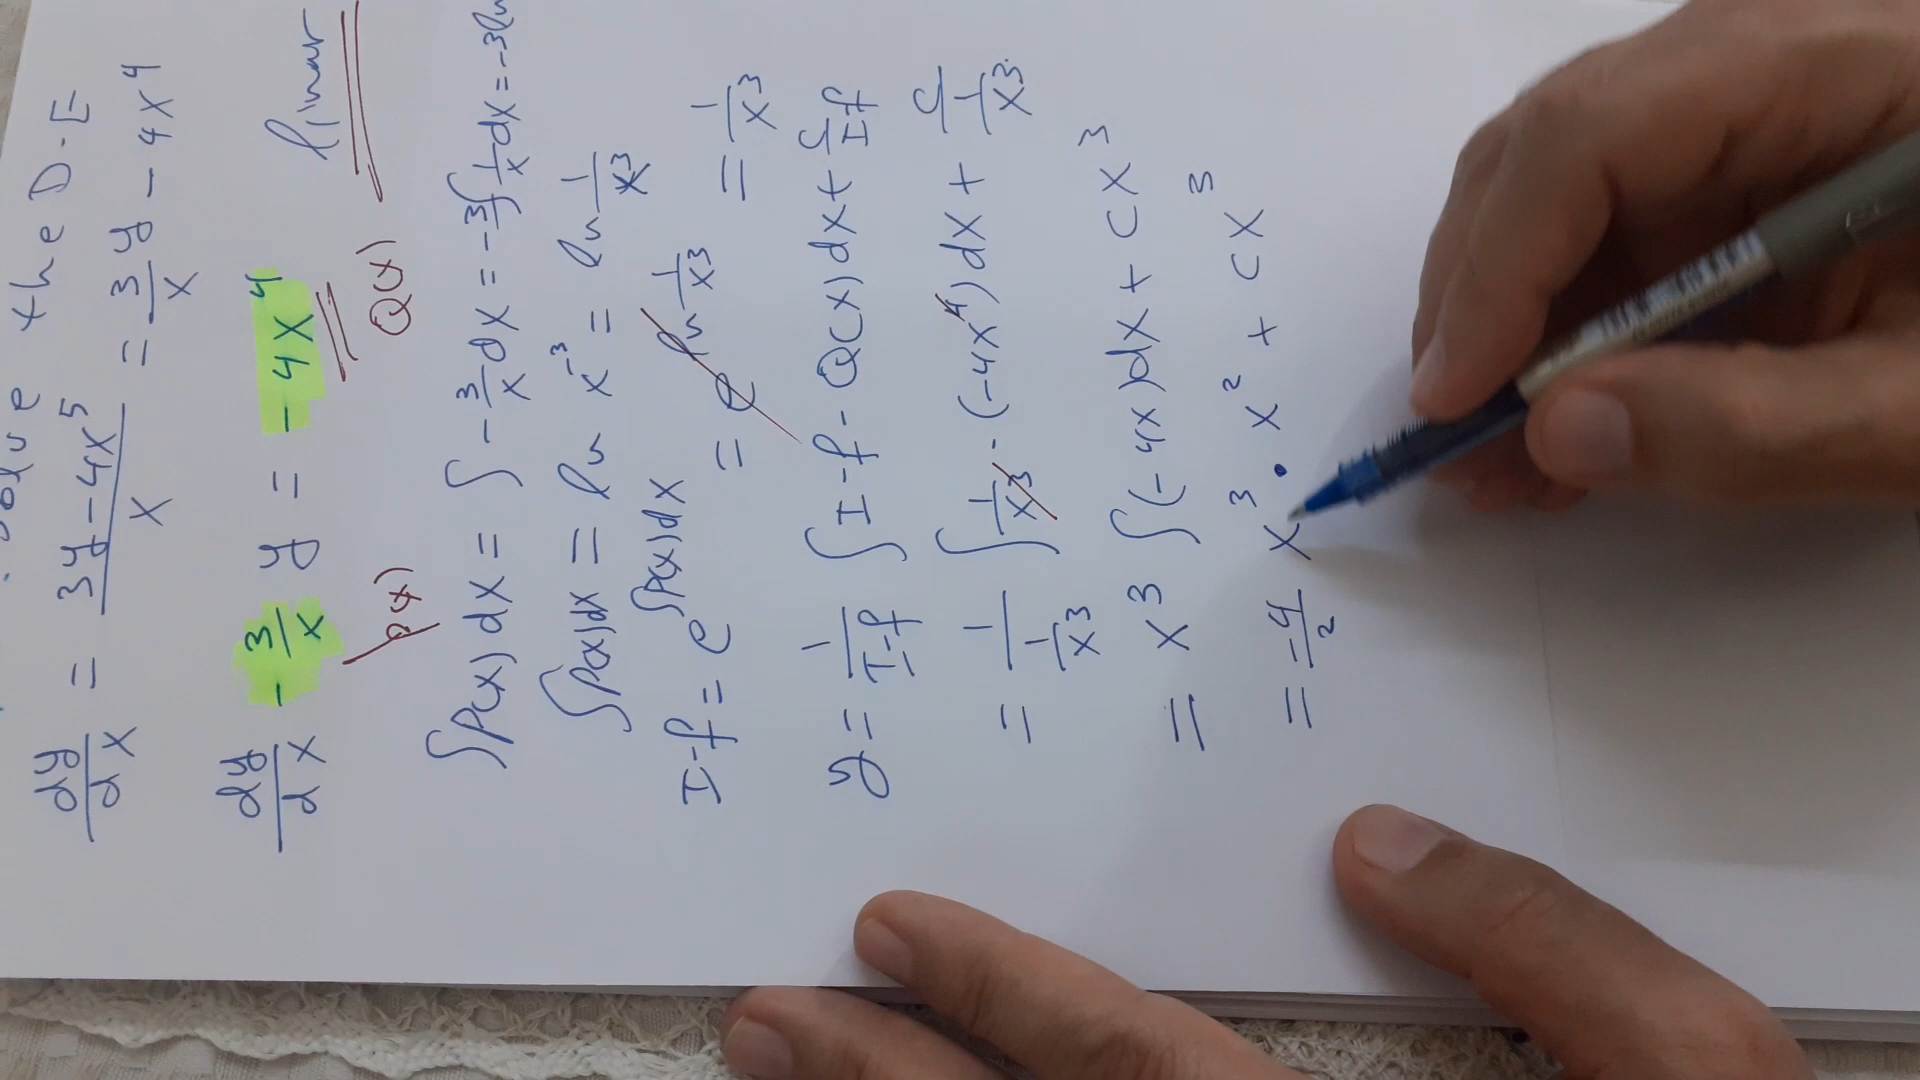 Solve the D.E
dy/dx = (3y-4x⁵)/x = 3y/x - 4x⁴
dy/dx - 3/x y = -4x⁴ linear
P(x) Q(x)
∫P(x)dx = ∫-3/x dx = -3∫1/x dx = -3ln
∫P(x)dx = ln x⁻³ = ln 1/x³
I-f = e^∫P(x)dx = e^ln 1/x³ = 1/x³
y = 1/I-f ∫ I-f · Q(x)dx + C/I-f
= 1/(1/x³) ∫ 1/x³ · (-4x⁴)dx + C/(1/x³)
= x³ ∫(-4x)dx + Cx³
= -4/2 x³ · x² + Cx³